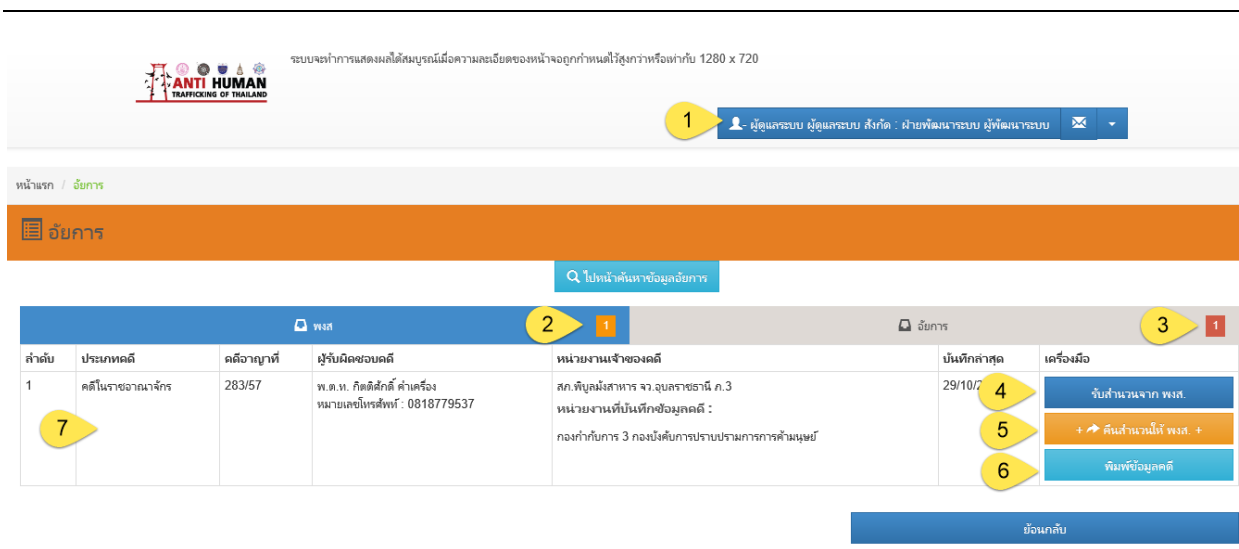 ระบบจะทำการแสดงผลได้สมบูรณ์เมื่อความละเอียดของหน้าจอถูกกำหนดไว้สูงกว่าหรือเท่ากับ 1280 x 720
ANTI HUMAN
TRAFFICKING OF THAILAND
1
- ผู้ดูแลระบบ ผู้ดูแลระบบ สังกัด : ฝ่ายพัฒนาระบบ ผู้พัฒนาระบบ
หน้าแรก / อัยการ
อัยการ
ไปหน้าค้นหาข้อมูลอัยการ
พงส 2 1 อัยการ 3 1
ลำดับ ประเภทคดี คดีอาญาที่ ผู้รับผิดชอบคดี หน่วยงานเจ้าของคดี บันทึกล่าสุด เครื่องมือ
1 คดีในราชอาณาจักร 283/57 พ.ต.ท. กิตติศักดิ์ ค่าเครื่อง สภ.พิบูลมังสาหาร จว.อุบลราชธานี ภ.3 29/10/2 4 รับสำนวนจาก พงส.
หมายเลขโทรศัพท์ : 0818779537
หน่วยงานที่บันทึกข้อมูลคดี :
7 กองกำกับการ 3 กองบังคับการปราบปรามการการค้ามนุษย์ 5 + คืนสำนวนให้ พงส. +
6 พิมพ์ข้อมูลคดี
ย้อนกลับ